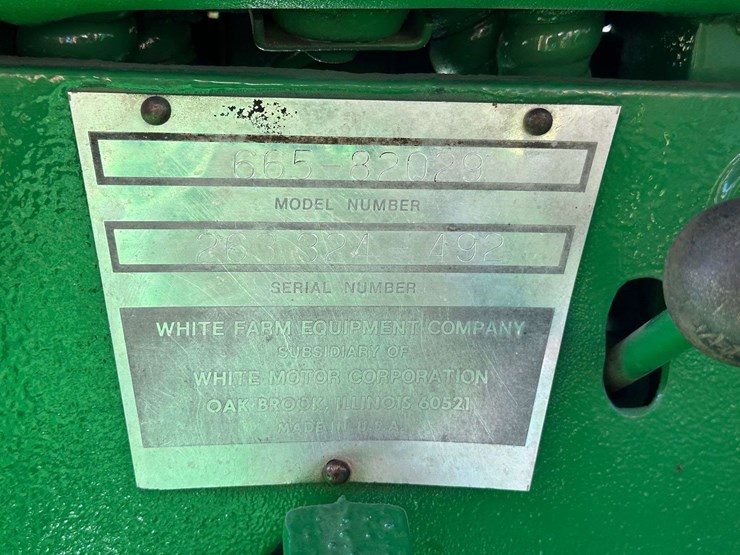 665-82029
MODEL NUMBER
26 324-492
SERIAL NUMBER
WHITE FARM EQUIPMENT COMPANY
SUBSIDIARY OF
WHITE MOTOR CORPORATION
OAK BROOK, ILLINOIS 60521
MADE IN U.S.A.